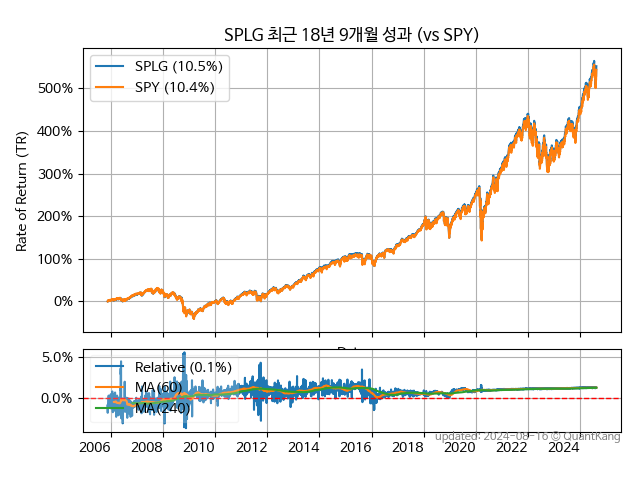 SPLG 최근 18년 9개월 성과 (vs SPY)
SPLG (10.5%)
SPY (10.4%)
Rate of Return (TR)
500%
400%
300%
200%
100%
0%
5.0%
0.0%
Relative (0.1%)
MA (60)
MA (240)
2006 2008 2010 2012 2014 2016 2018 2020 2022 2024
updated: 2024-08-16 © QuantKang